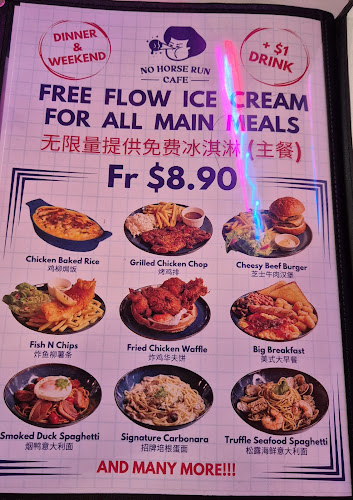 DINNER
&
WEEKEND
NO HORSE RUN
CAFE
+ $1
DRINK
FREE FLOW ICE CREAM
FOR ALL MAIN MEALS
无限量提供免费冰淇淋 (主餐)
Fr $8.90
Chicken Baked Rice
鸡柳焗饭
Grilled Chicken Chop
烤鸡排
Cheesy Beef Burger
芝士牛肉汉堡
Fish N Chips
炸鱼柳薯条
Fried Chicken Waffle
炸鸡华夫饼
Big Breakfast
美式大早餐
Smoked Duck Spaghetti
烟鸭意大利面
Signature Carbonara
招牌培根蛋面
Truffle Seafood Spaghetti
松露海鲜意大利面
AND MANY MORE!!!